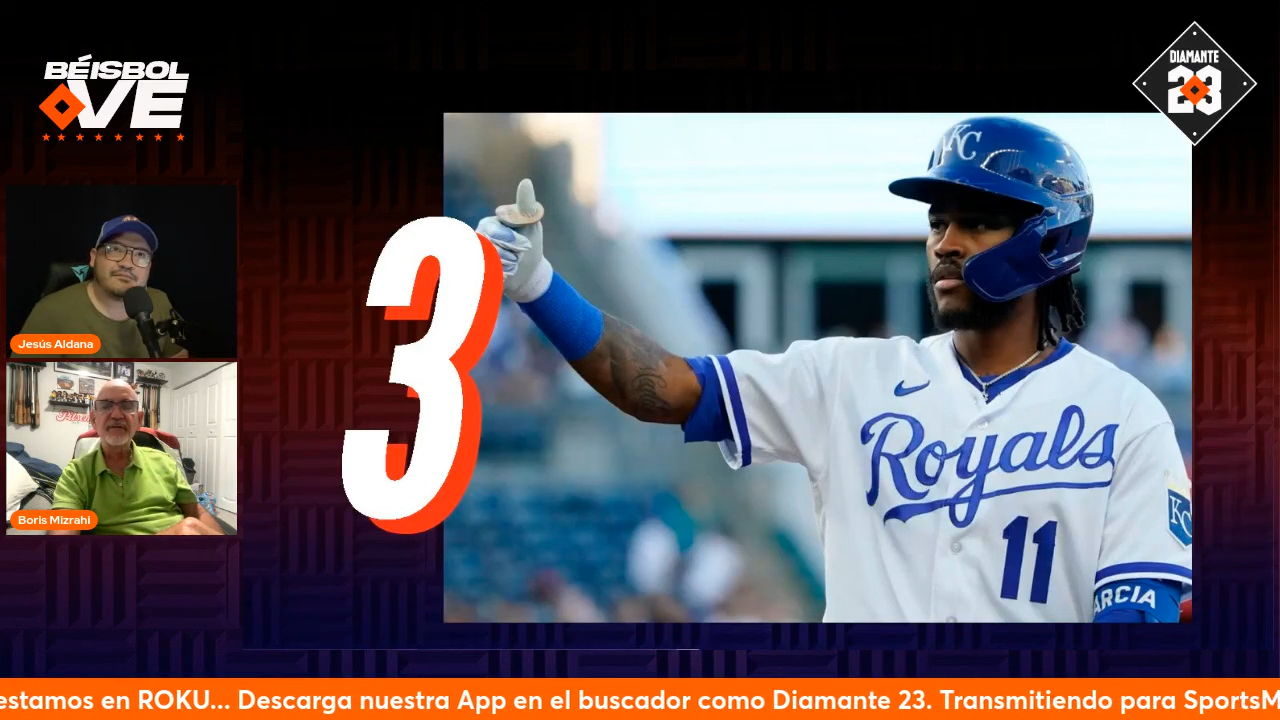 BÉISBOL
VE
DIAMANTE
23
Jesús Aldana
Boris Mizrahi
3
KC
Royals
11
KC
ARCIA
estamos en ROKU... Descarga nuestra App en el buscador como Diamante 23. Transmitiendo para SportsM